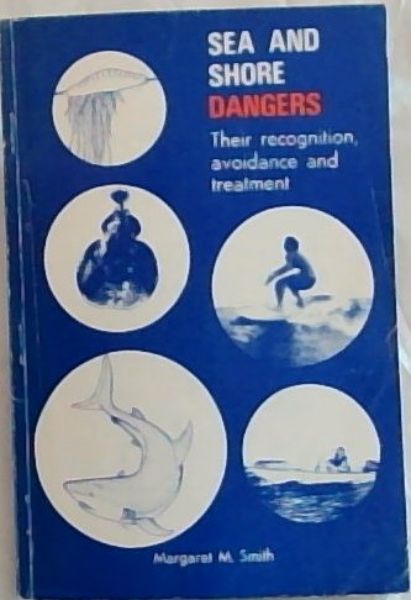 SEA AND
SHORE
DANGERS
Their recognition,
avoidance and
treatment
Margaret M. Smith